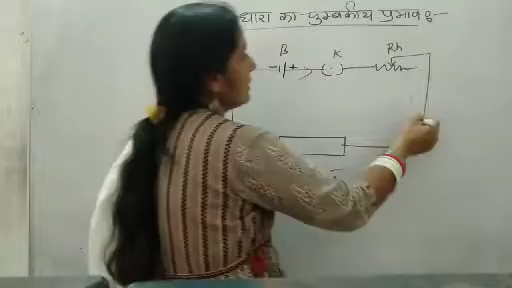 धारा का चुम्बकीय प्रभाव :-
B K Rh
- + ( . )